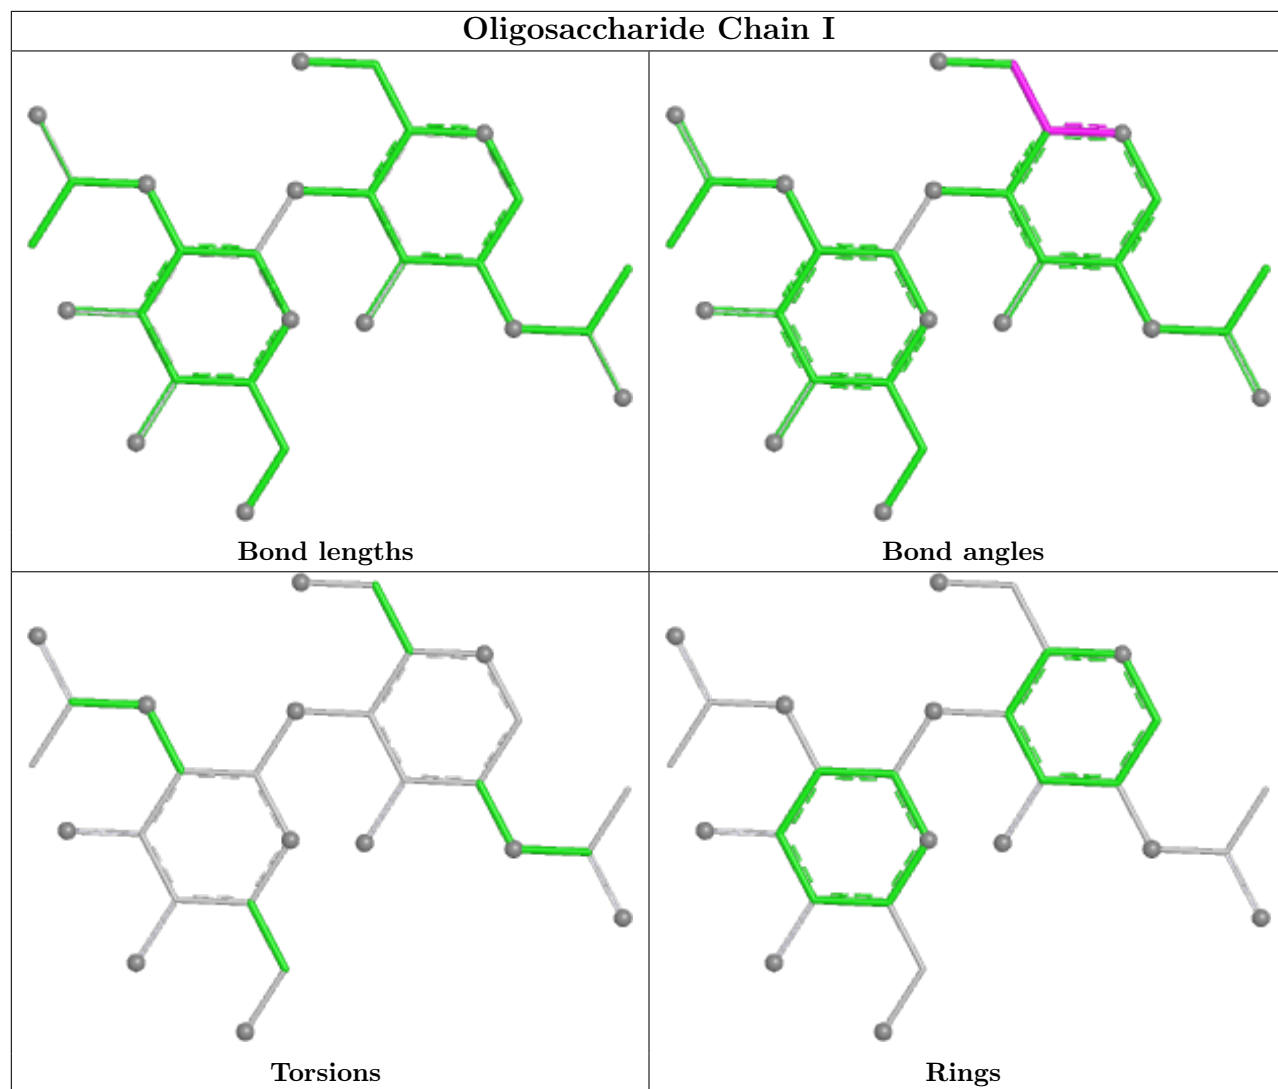 Oligosaccharide Chain I
Bond lengths
Bond angles
Torsions
Rings